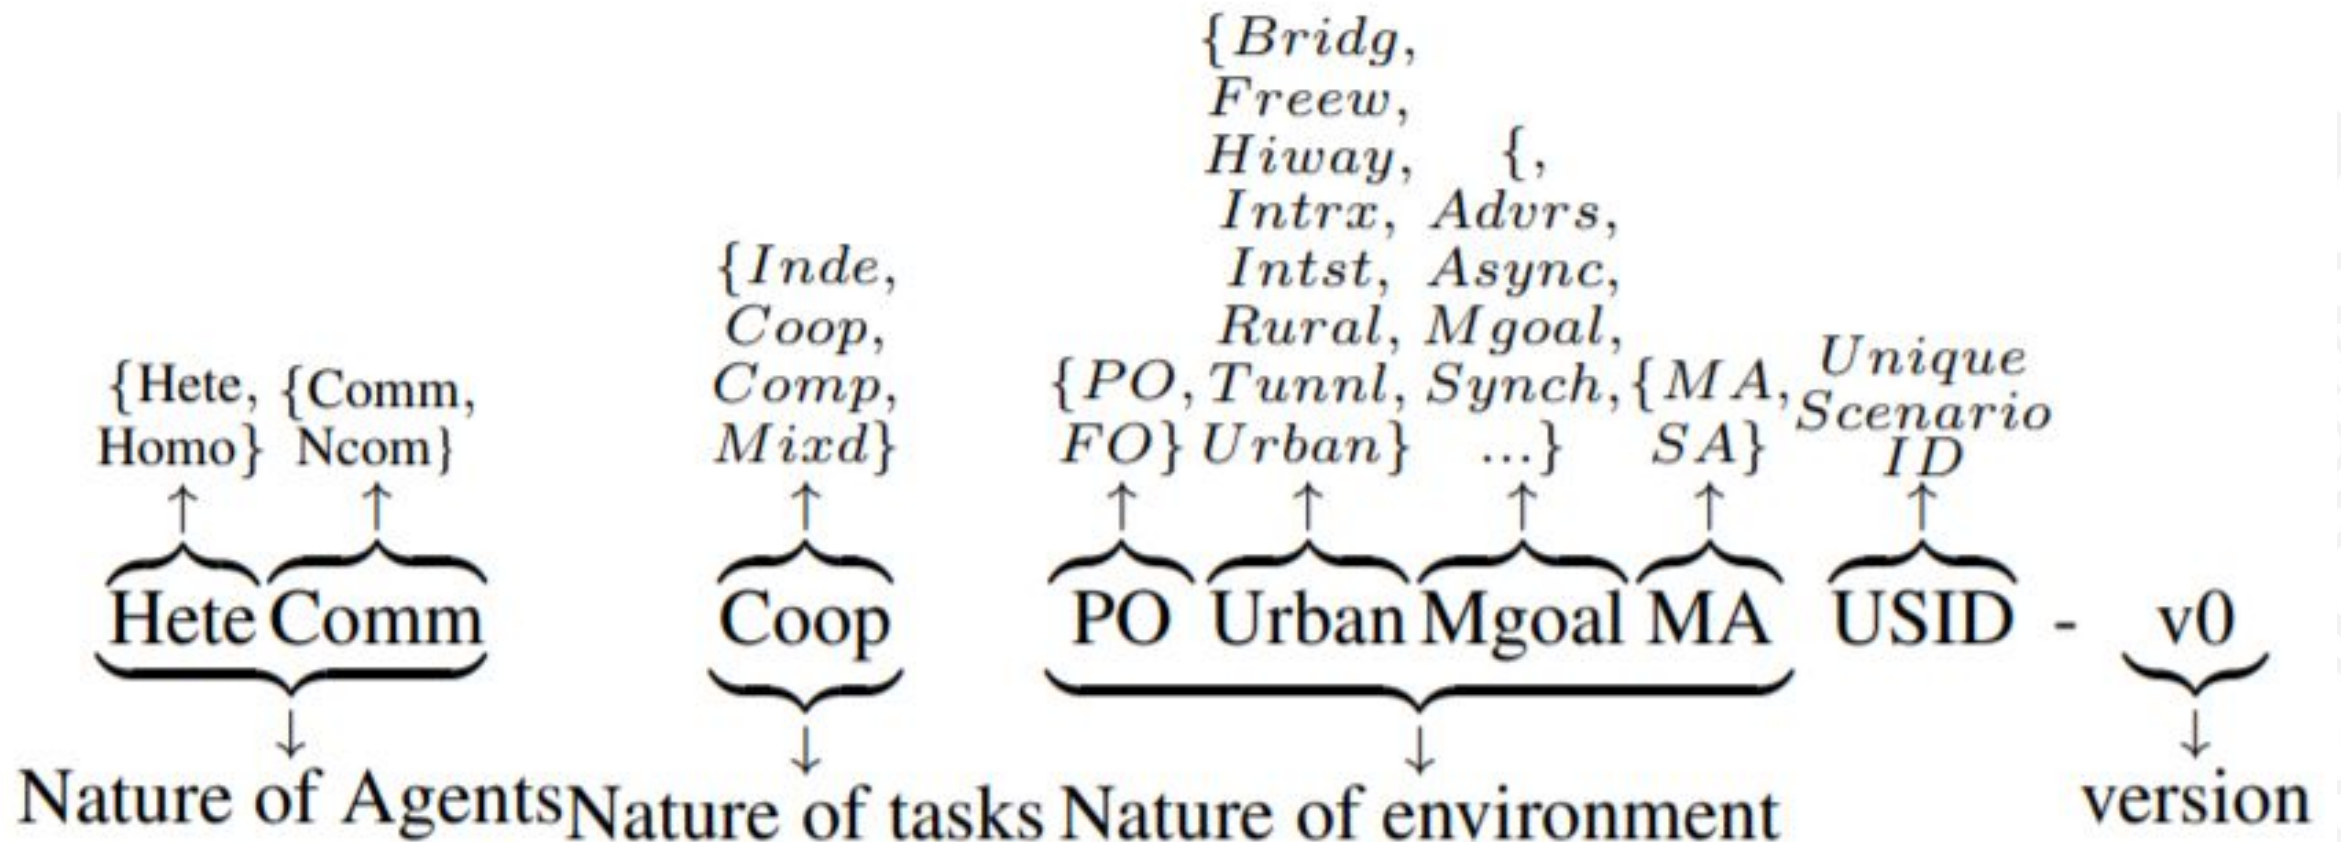 {Bridg,
Freew,
Hiway, {,
Intrx, Advrs,
{Inde, Intst, Async,
Coop, Rural, Mgoal, Unique
{Hete, {Comm, Comp, {PO, Tunnl, Synch, {MA, Scenario
Homo} Ncom} Mixd} FO} Urban} ...} SA} ID
↑ ↑ ↑ ↑ ↑ ↑ ↑ ↑
Hete Comm Coop PO Urban Mgoal MA USID - v0
↓ ↓ ↓ ↓
Nature of Agents Nature of tasks Nature of environment version